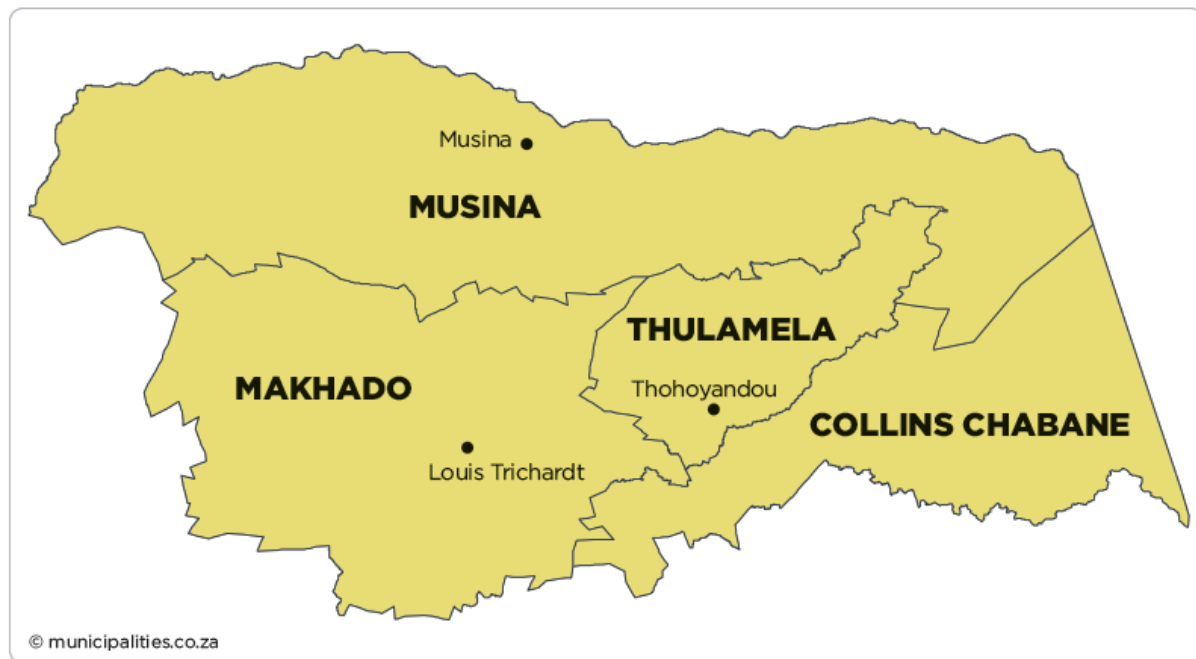 Musina
MUSINA
THULAMELA
MAKHADO
Thohoyandou
COLLINS CHABANE
Louis Trichardt
© municipalities.co.za